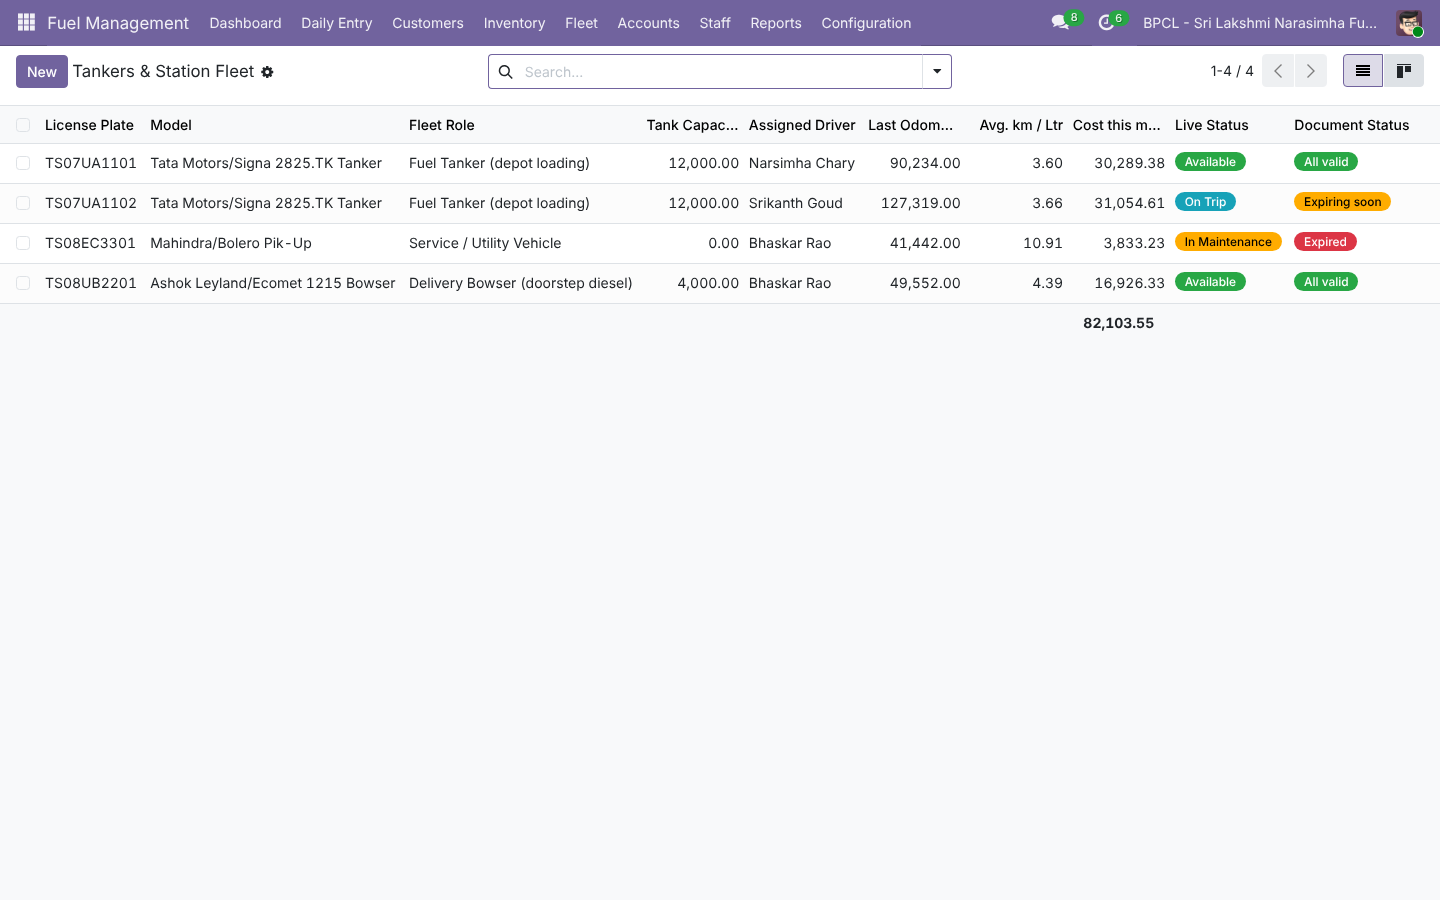 Fuel Management Dashboard Daily Entry Customers Inventory Fleet Accounts Staff Reports Configuration 8 6 BPCL - Sri Lakshmi Narasimha Fu...
New Tankers & Station Fleet Search... 1-4 / 4
License Plate Model Fleet Role Tank Capac... Assigned Driver Last Odom... Avg. km / Ltr Cost this m... Live Status Document Status
TS07UA1101 Tata Motors/Signa 2825.TK Tanker Fuel Tanker (depot loading) 12,000.00 Narsimha Chary 90,234.00 3.60 30,289.38 Available All valid
TS07UA1102 Tata Motors/Signa 2825.TK Tanker Fuel Tanker (depot loading) 12,000.00 Srikanth Goud 127,319.00 3.66 31,054.61 On Trip Expiring soon
TS08EC3301 Mahindra/Bolero Pik-Up Service / Utility Vehicle 0.00 Bhaskar Rao 41,442.00 10.91 3,833.23 In Maintenance Expired
TS08UB2201 Ashok Leyland/Ecomet 1215 Bowser Delivery Bowser (doorstep diesel) 4,000.00 Bhaskar Rao 49,552.00 4.39 16,926.33 Available All valid
82,103.55